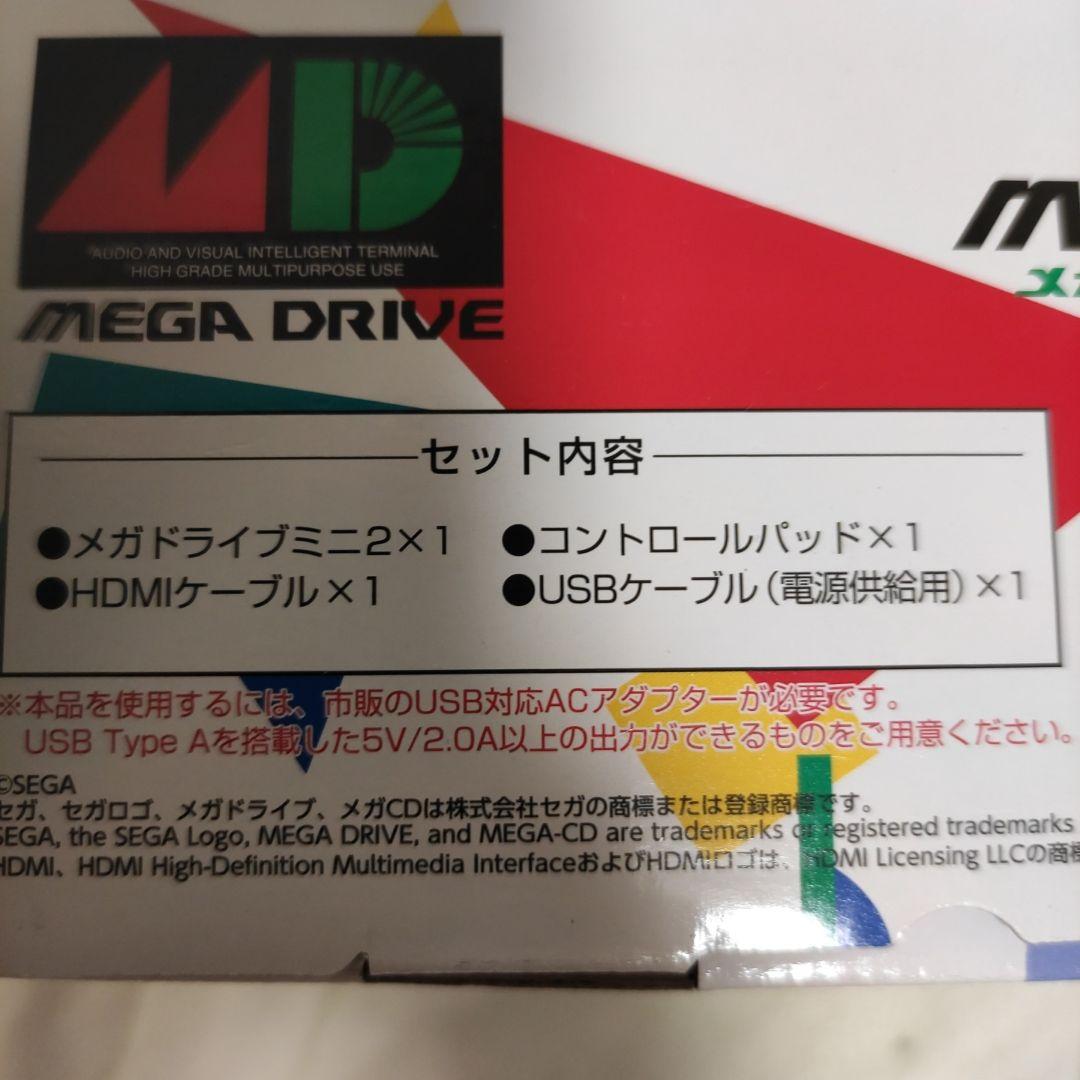 MD
AUDIO AND VISUAL INTELLIGENT TERMINAL
HIGH GRADE MULTIPURPOSE USE
MEGA DRIVE
セット内容
●メガドライブミニ2×1
●コントロールパッド×1
●HDMIケーブル×1
●USBケーブル(電源供給用)×1
※本品を使用するには、市販のUSB対応ACアダプターが必要です。
USB Type Aを搭載した5V/2.0A以上の出力ができるものをご用意ください。
©SEGA
セガ、セガロゴ、メガドライブ、メガCDは株式会社セガの商標または登録商標です。
SEGA, the SEGA Logo, MEGA DRIVE, and MEGA-CD are trademarks or registered trademarks
HDMI、HDMI High-Definition Multimedia InterfaceおよびHDMIロゴは、HDMI Licensing LLCの商標